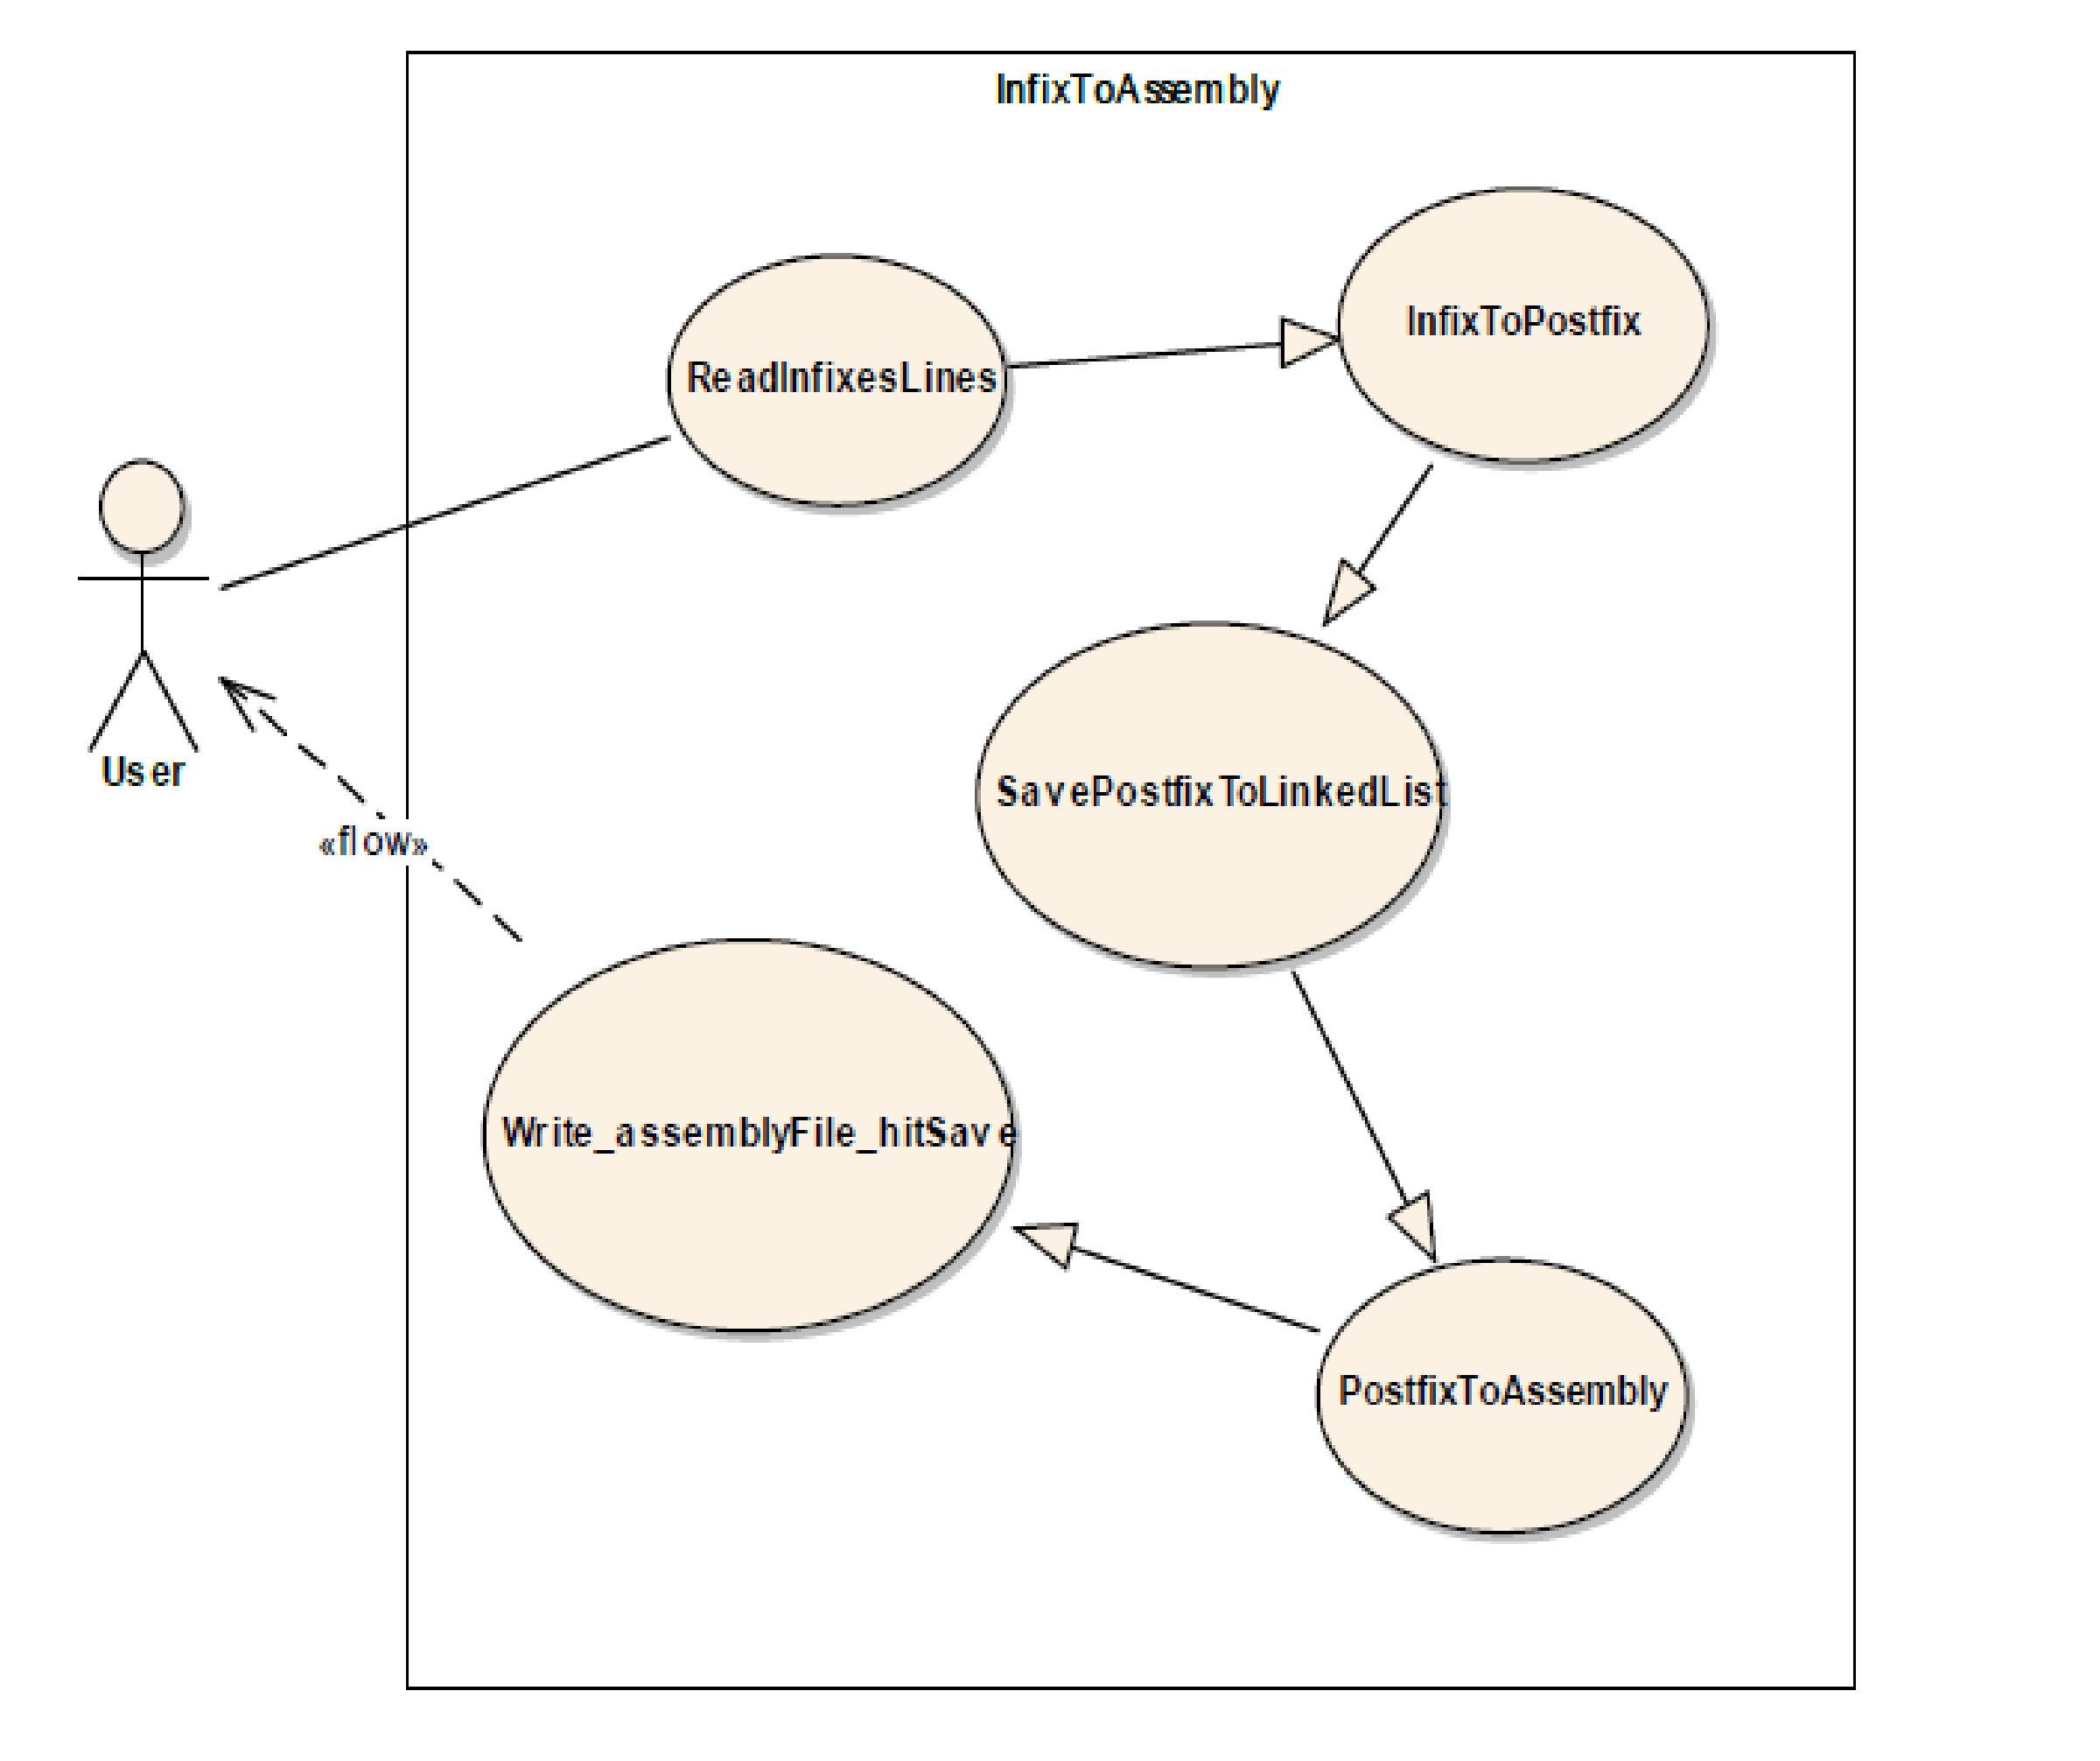 InfixToAssembly
InfixToPostfix
ReadInfixesLines
User
SavePostfixToLinkedList
«flow»
Write_assemblyFile_hitSave
PostfixToAssembly